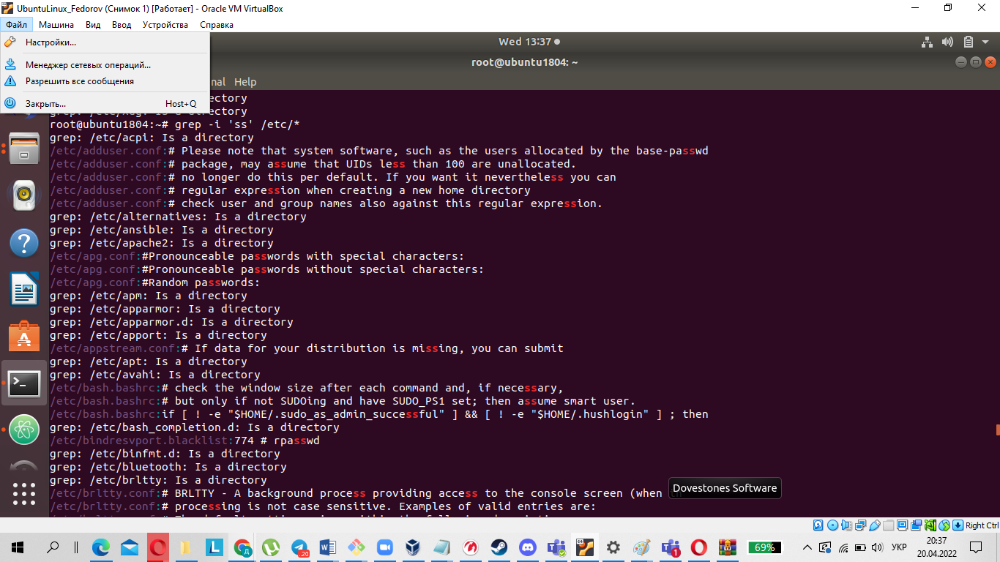 UbuntuLinux_Fedorov (Снимок 1) [Работает] - Oracle VM VirtualBox
Файл Машина Вид Ввод Устройства Справка
Настройки...
Менеджер сетевых операций...
Разрешить все сообщения
Закрыть... Host+Q
Wed 13:37
root@ubuntu1804: ~
nal Help
ectory
ectory
root@ubuntu1804:~# grep -i 'ss' /etc/*
grep: /etc/acpi: Is a directory
/etc/adduser.conf:# Please note that system software, such as the users allocated by the base-passwd
/etc/adduser.conf:# package, may assume that UIDs less than 100 are unallocated.
/etc/adduser.conf:# no longer do this per default. If you want it nevertheless you can
/etc/adduser.conf:# regular expression when creating a new home directory
/etc/adduser.conf:# check user and group names also against this regular expression.
grep: /etc/alternatives: Is a directory
grep: /etc/ansible: Is a directory
grep: /etc/apache2: Is a directory
/etc/apg.conf:#Pronounceable passwords with special characters:
/etc/apg.conf:#Pronounceable passwords without special characters:
/etc/apg.conf:#Random passwords:
grep: /etc/apm: Is a directory
grep: /etc/apparmor: Is a directory
grep: /etc/apparmor.d: Is a directory
grep: /etc/apport: Is a directory
/etc/appstream.conf:# If data for your distribution is missing, you can submit
grep: /etc/apt: Is a directory
grep: /etc/avahi: Is a directory
/etc/bash.bashrc:# check the window size after each command and, if necessary,
/etc/bash.bashrc:# but only if not SUDOing and have SUDO_PS1 set; then assume smart user.
/etc/bash.bashrc:if [ ! -e "$HOME/.sudo_as_admin_successful" ] && [ ! -e "$HOME/.hushlogin" ] ; then
grep: /etc/bash_completion.d: Is a directory
/etc/bindresvport.blacklist:774 # rpasswd
grep: /etc/binfmt.d: Is a directory
grep: /etc/bluetooth: Is a directory
grep: /etc/brltty: Is a directory
/etc/brltty.conf:# BRLTTY - A background process providing access to the console screen (when
Dovestones Software
/etc/brltty.conf:# processing is not case sensitive. Examples of valid entries are:
Right Ctrl
69%
УКР
20:37
20.04.2022